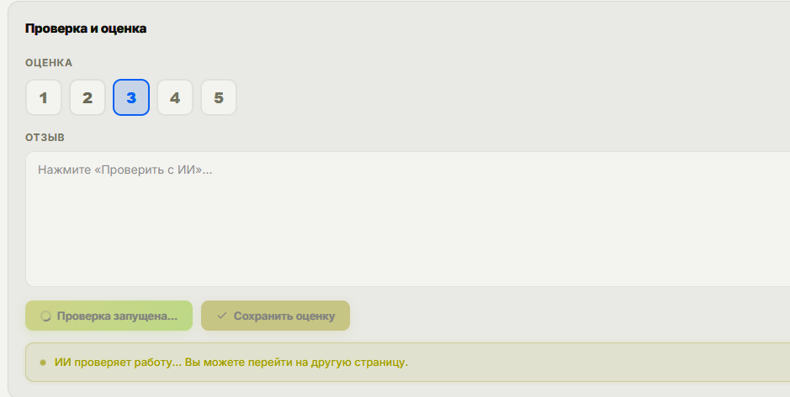 Проверка и оценка
ОЦЕНКА
1 2 3 4 5
ОТЗЫВ
Нажмите «Проверить с ИИ»...
Проверка запущена... Сохранить оценку
ИИ проверяет работу... Вы можете перейти на другую страницу.